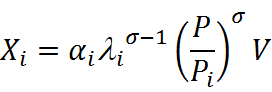 X_i = α_i λ_i^{σ-1} (P/P_i)^σ V